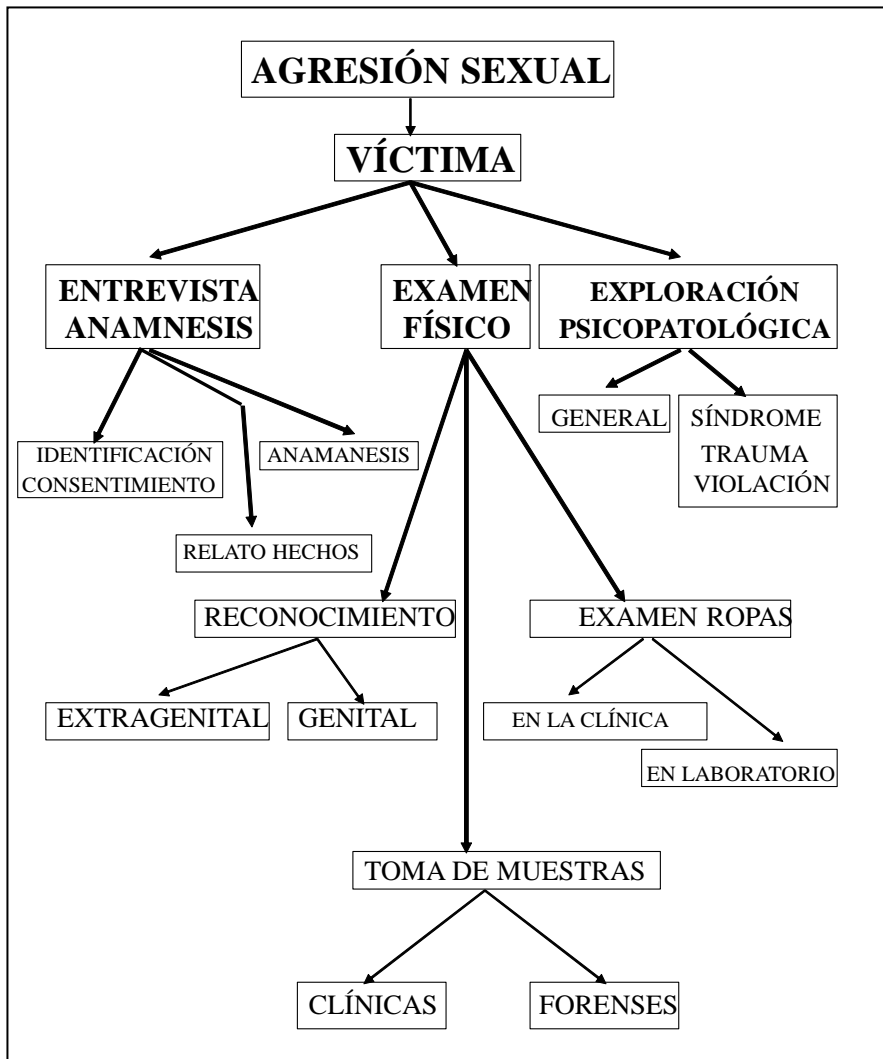 AGRESIÓN SEXUAL
VÍCTIMA
ENTREVISTA
ANAMNESIS
EXAMEN
FÍSICO
EXPLORACIÓN
PSICOPATOLÓGICA
GENERAL
SÍNDROME
TRAUMA
VIOLACIÓN
IDENTIFICACIÓN
CONSENTIMIENTO
ANAMANESIS
RELATO HECHOS
RECONOCIMIENTO
EXAMEN ROPAS
EXTRAGENITAL
GENITAL
EN LA CLÍNICA
EN LABORATORIO
TOMA DE MUESTRAS
CLÍNICAS
FORENSES